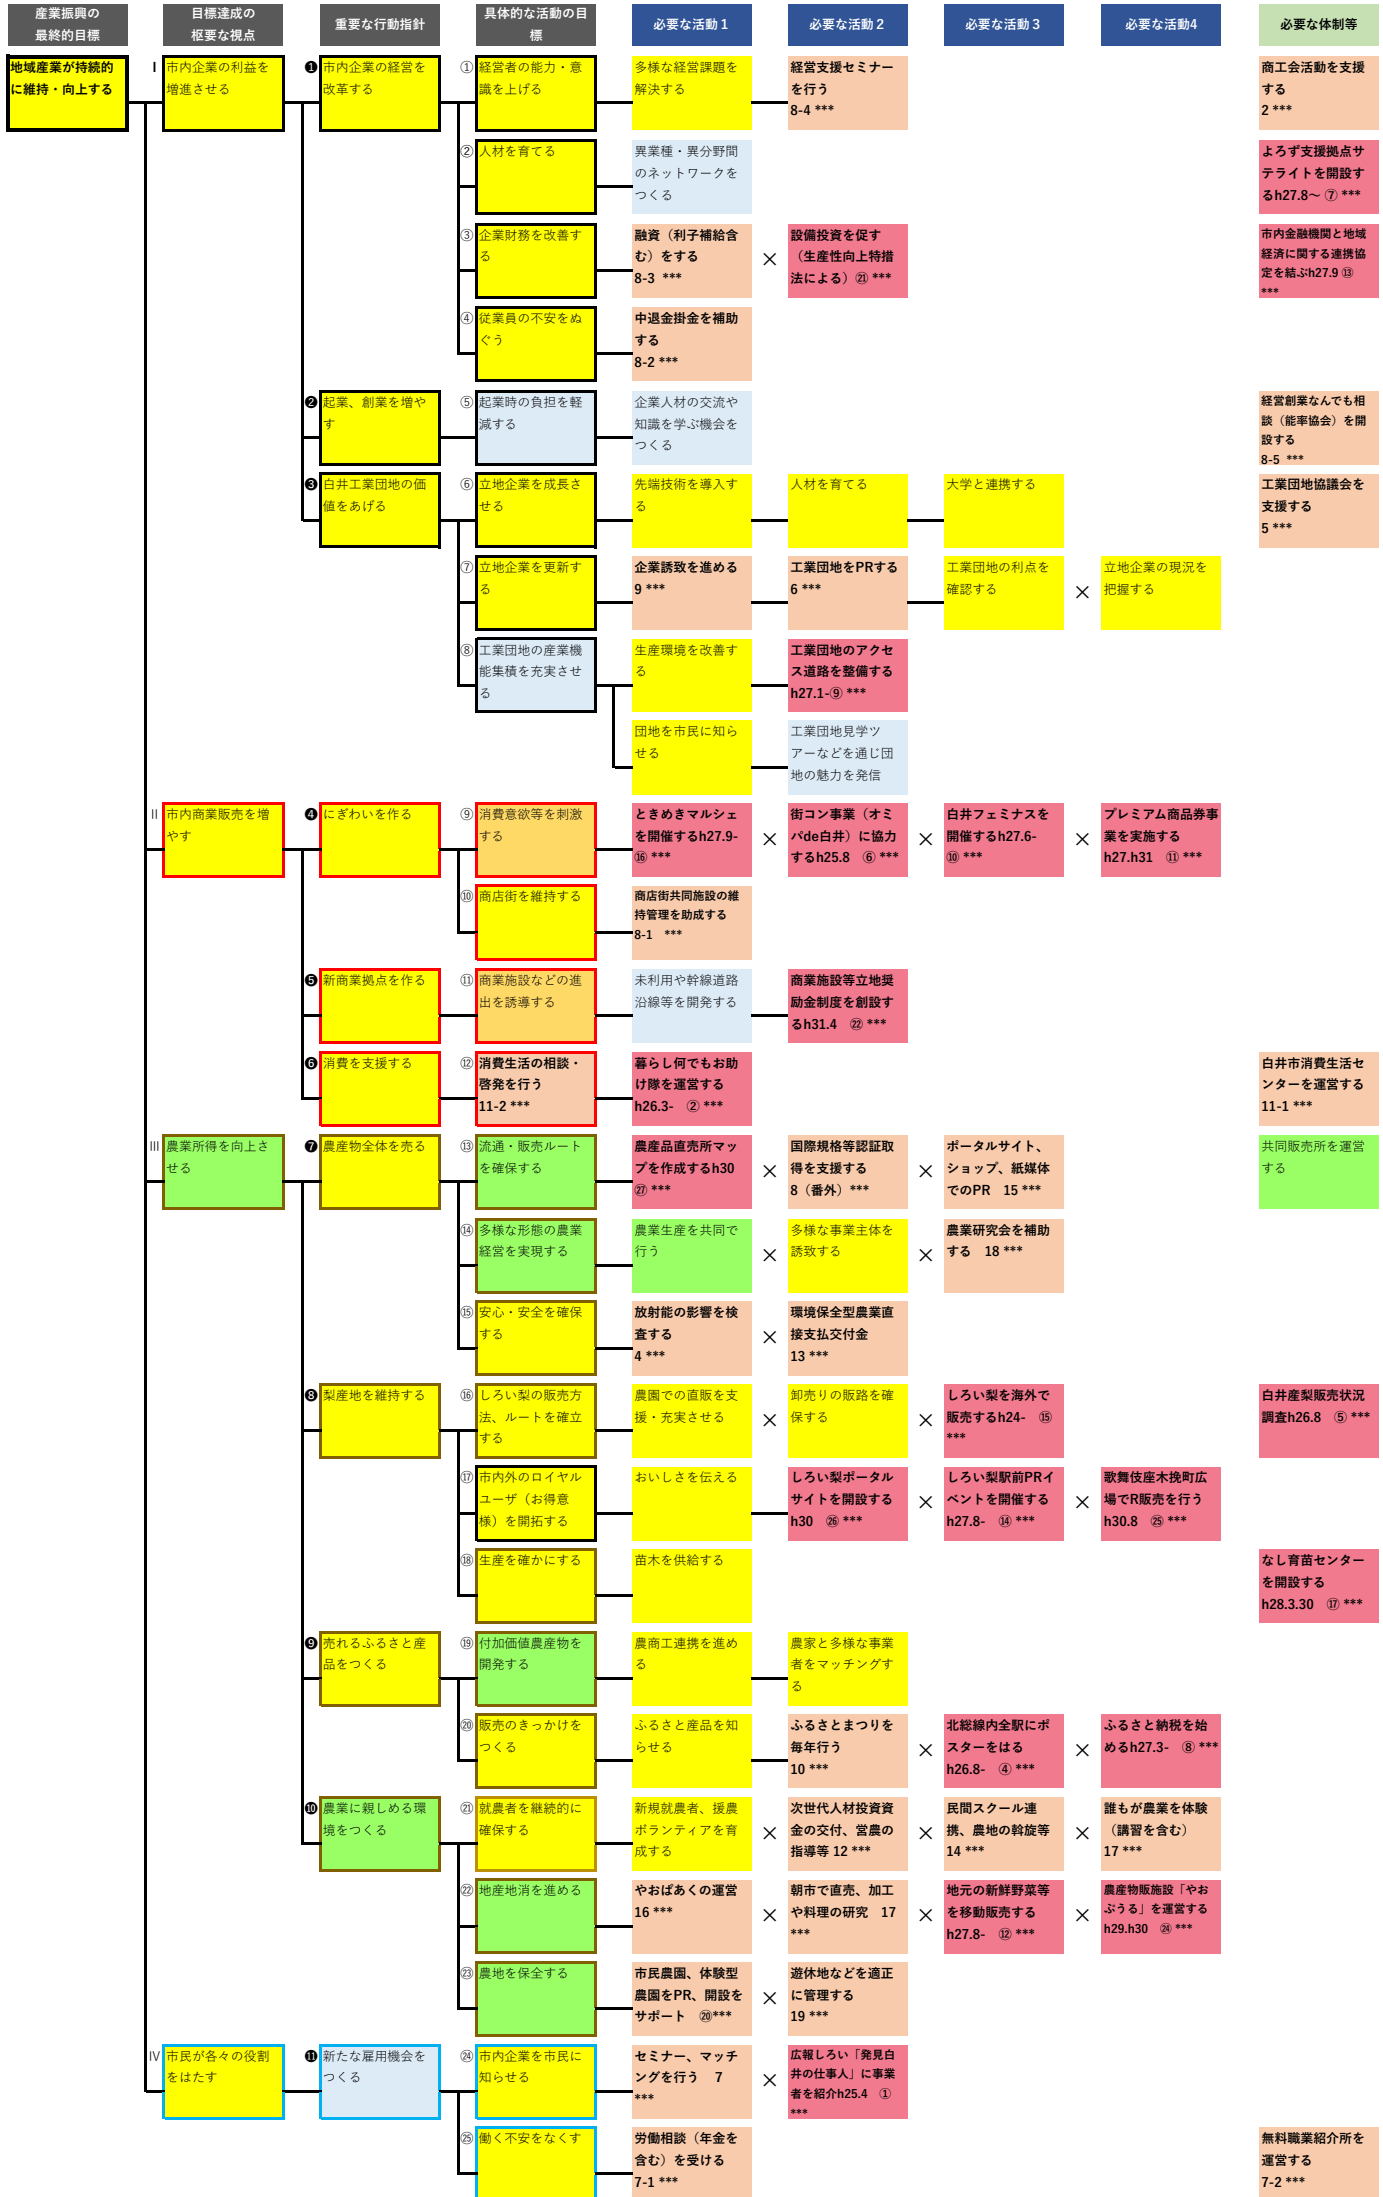 産業振興の
最終的目標
目標達成の
枢要な視点
重要な行動指針
具体的な活動の目
標
必要な活動１
必要な活動２
必要な活動３
必要な活動4
必要な体制等
地域産業が持続的
に維持・向上する
Ⅰ
市内企業の利益を
増進させる
❶
市内企業の経営を
改革する
①
経営者の能力・意
識を上げる
多様な経営課題を
解決する
経営支援セミナー
を行う
8-4 ***
商工会活動を支援
する
2 ***
②
人材を育てる
異業種・異分野間
のネットワークを
つくる
よろず支援拠点サ
テライトを開設す
るh27.8～ ⑦ ***
③
企業財務を改善す
る
融資（利子補給含
む）をする
8-3 ***
×
設備投資を促す
（生産性向上特措
法による）㉑ ***
市内金融機関と地域
経済に関する連携協
定を結ぶh27.9 ⑬
***
④
従業員の不安をぬ
ぐう
中退金掛金を補助
する
8-2 ***
❷
起業、創業を増や
す
⑤
起業時の負担を軽
減する
企業人材の交流や
知識を学ぶ機会を
つくる
経営創業なんでも相
談（能率協会）を開
設する
8-5 ***
❸
白井工業団地の価
値をあげる
⑥
立地企業を成長さ
せる
先端技術を導入す
る
人材を育てる
大学と連携する
工業団地協議会を
支援する
5 ***
⑦
立地企業を更新す
る
企業誘致を進める
9 ***
工業団地をPRする
6 ***
工業団地の利点を
確認する
×
立地企業の現況を
把握する
⑧
工業団地の産業機
能集積を充実させ
る
生産環境を改善す
る
工業団地のアクセ
ス道路を整備する
h27.1-⑨ ***
団地を市民に知ら
せる
工業団地見学ツ
アーなどを通じ団
地の魅力を発信
Ⅱ
市内商業販売を増
やす
❹
にぎわいを作る
⑨
消費意欲等を刺激
する
ときめきマルシェ
を開催するh27.9-
⑯ ***
×
街コン事業（オミ
パde白井）に協力
するh25.8　⑥ ***
×
白井フェミナスを
開催するh27.6-
⑩ ***
×
プレミアム商品券事
業を実施する
h27.h31　⑪ ***
⑩
商店街を維持する
商店街共同施設の維
持管理を助成する
8-1　***
❺
新商業拠点を作る
⑪
商業施設などの進
出を誘導する
未利用や幹線道路
沿線等を開発する
商業施設等立地奨
励金制度を創設す
るh31.4　㉒ ***
❻
消費を支援する
⑫
消費生活の相談・
啓発を行う
11-2 ***
暮らし何でもお助
け隊を運営する
h26.3-　② ***
白井市消費生活セ
ンターを運営する
11-1 ***
Ⅲ
農業所得を向上さ
せる
❼
農産物全体を売る
⑬
流通・販売ルート
を確保する
農産品直売所マッ
プを作成するh30
㉗ ***
×
国際規格等認証取
得を支援する
8（番外）***
×
ポータルサイト、
ショップ、紙媒体
でのPR　15 ***
共同販売所を運営
する
⑭
多様な形態の農業
経営を実現する
農業生産を共同で
行う
×
多様な事業主体を
誘致する
×
農業研究会を補助
する　18 ***
⑮
安心・安全を確保
する
放射能の影響を検
査する
4 ***
×
環境保全型農業直
接支払交付金
13 ***
❽
梨産地を維持する
⑯
しろい梨の販売方
法、ルートを確立
する
農園での直販を支
援・充実させる
×
卸売りの販路を確
保する
×
しろい梨を海外で
販売するh24-　⑮
***
白井産梨販売状況
調査h26.8　⑤ ***
⑰
市内外のロイヤル
ユーザ（お得意
様）を開拓する
おいしさを伝える
しろい梨ポータル
サイトを開設する
h30　㉖ ***
×
しろい梨駅前PRイ
ベントを開催する
h27.8-　⑭ ***
×
歌舞伎座木挽町広
場でR販売を行う
h30.8　㉕ ***
⑱
生産を確かにする
苗木を供給する
なし育苗センター
を開設する
h28.3.30　⑰ ***
❾
売れるふるさと産
品をつくる
⑲
付加価値農産物を
開発する
農商工連携を進め
る
農家と多様な事業
者をマッチングす
る
⑳
販売のきっかけを
つくる
ふるさと産品を知
らせる
ふるさとまつりを
毎年行う
10 ***
×
北総線内全駅にポ
スターをはる
h26.8-　④ ***
×
ふるさと納税を始
めるh27.3-　⑧ ***
❿
農業に親しめる環
境をつくる
㉑
就農者を継続的に
確保する
新規就農者、援農
ボランティアを育
成する
×
次世代人材投資資
金の交付、営農の
指導等 12 ***
×
民間スクール連
携、農地の斡旋等
14 ***
×
誰もが農業を体験
（講習を含む）
17 ***
㉒
地産地消を進める
やおぱあくの運営
16 ***
×
朝市で直売、加工
や料理の研究　17
***
×
地元の新鮮野菜等
を移動販売する
h27.8-　⑫ ***
×
農産物販施設「やお
ぷうる」を運営する
h29.h30　㉔ ***
㉓
農地を保全する
市民農園、体験型
農園をPR、開設を
サポート　⑳***
×
遊休地などを適正
に管理する
19 ***
Ⅳ
市民が各々の役割
をはたす
⓫
新たな雇用機会を
つくる
㉔
市内企業を市民に
知らせる
セミナー、マッチ
ングを行う　7
***
×
広報しろい「発見白
井の仕事人」に事業
者を紹介h25.4　①
***
㉕
働く不安をなくす
労働相談（年金を
含む）を受ける
7-1 ***
無料職業紹介所を
運営する
7-2 ***